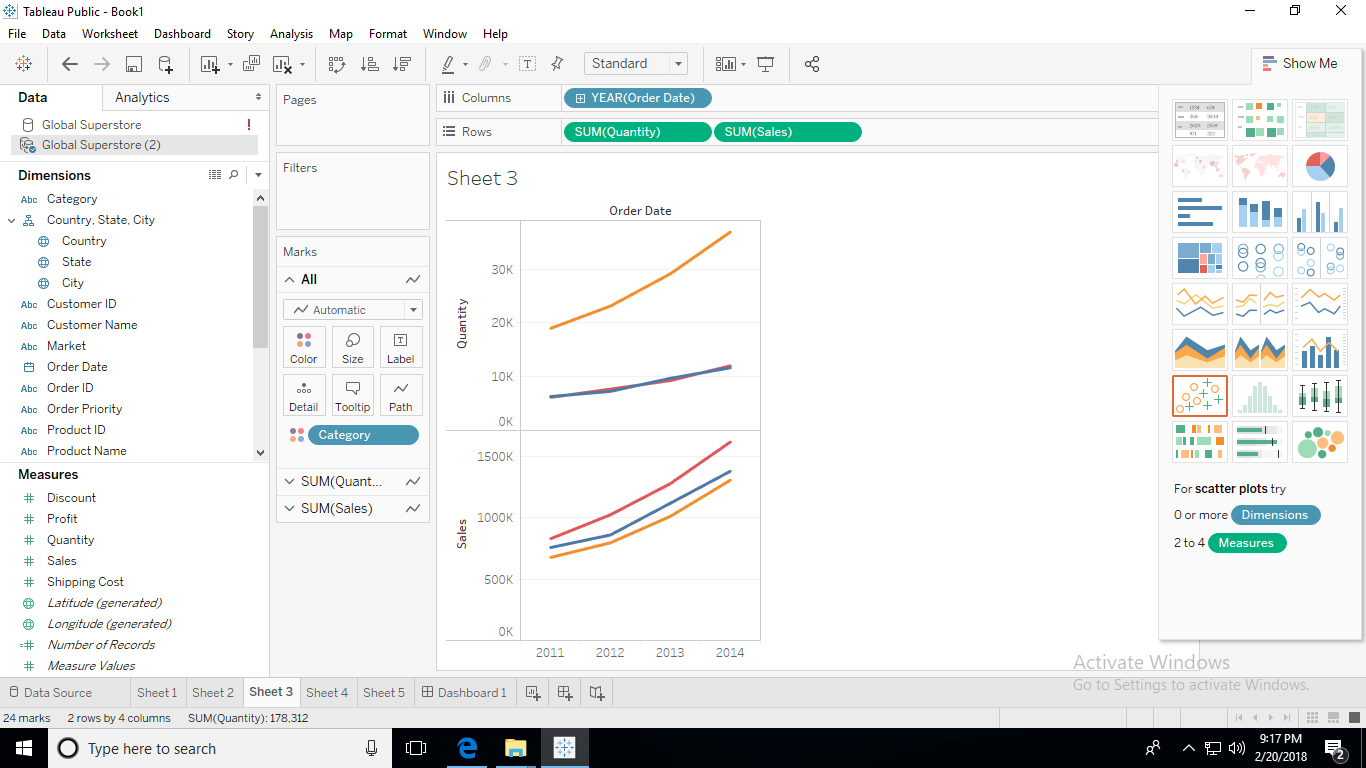 Tableau Public - Book1
File Data Worksheet Dashboard Story Analysis Map Format Window Help
Standard
Show Me
Data Analytics
Global Superstore !
Global Superstore (2)
Dimensions
Abc Category
Country, State, City
Country
State
City
Abc Customer ID
Abc Customer Name
Abc Market
Order Date
Abc Order ID
Abc Order Priority
Abc Product ID
Abc Product Name
Measures
# Discount
# Profit
# Quantity
# Sales
# Shipping Cost
Latitude (generated)
Longitude (generated)
=# Number of Records
# Measure Values
Pages
Filters
Marks
All
Automatic
Color Size Label
Detail Tooltip Path
Category
SUM(Quant...
SUM(Sales)
Columns YEAR(Order Date)
Rows SUM(Quantity) SUM(Sales)
Sheet 3
Order Date
Quantity
30K
20K
10K
0K
Sales
1500K
1000K
500K
0K
2011 2012 2013 2014
For scatter plots try
0 or more Dimensions
2 to 4 Measures
Activate Windows
Go to Settings to activate Windows.
Data Source Sheet 1 Sheet 2 Sheet 3 Sheet 4 Sheet 5 Dashboard 1
24 marks 2 rows by 4 columns SUM(Quantity): 178,312
Type here to search
9:17 PM
2/20/2018
2